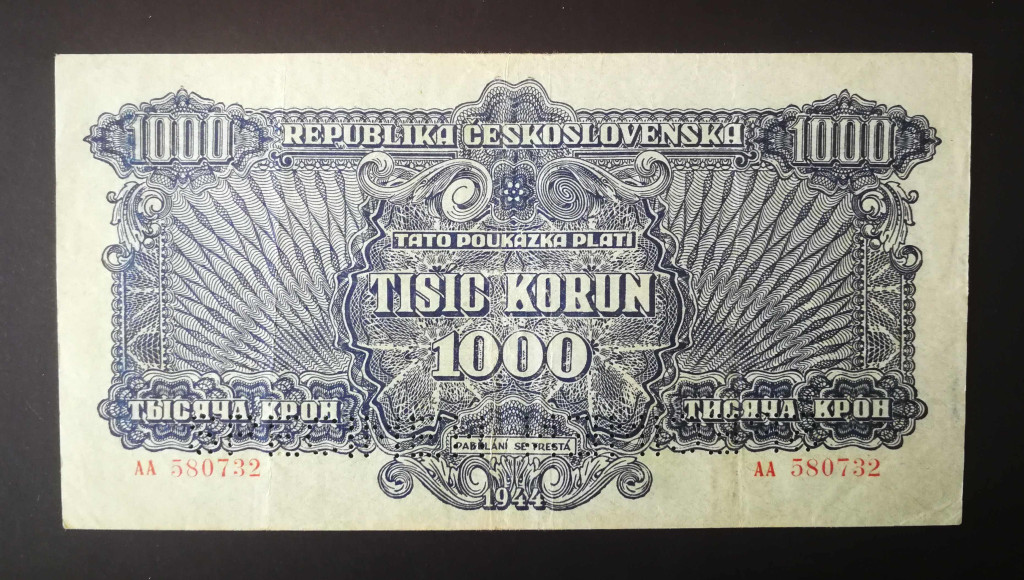 1000 REPUBLIKA ČESKOSLOVENSKÁ 1000
TATO POUKÁZKA PLATÍ
TISÍC KORUN
1000
ТЫСЯЧА КРОН ТИСЯЧА КРОН
PADĚLÁNÍ SE TRESTÁ
AA 580732 AA 580732
1944